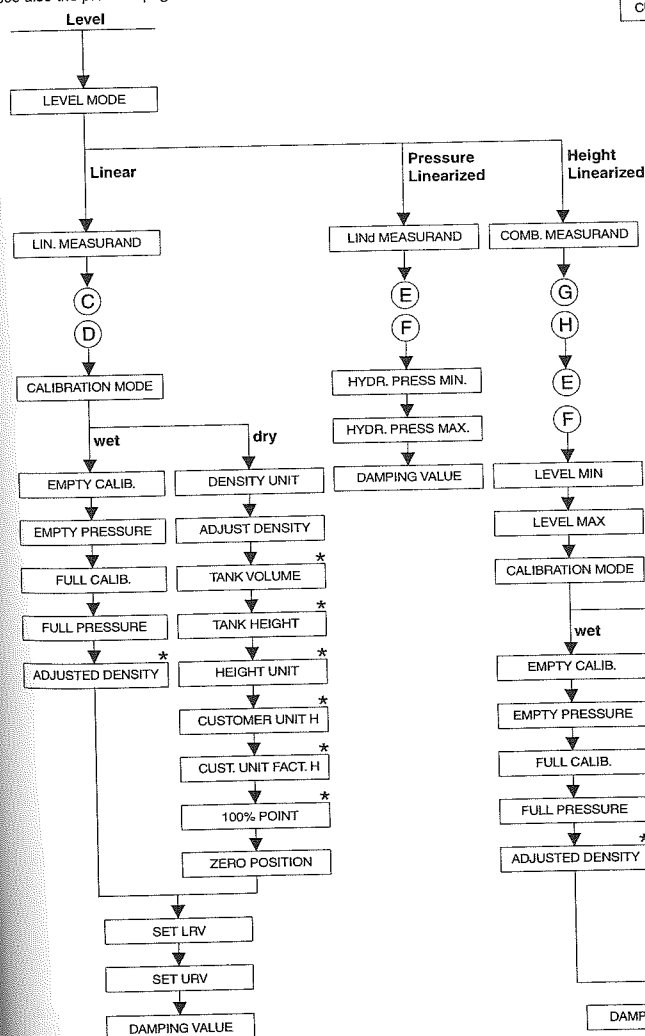 Level
LEVEL MODE
Linear
LIN. MEASURAND
C
D
CALIBRATION MODE
wet
EMPTY CALIB.
EMPTY PRESSURE
FULL CALIB.
FULL PRESSURE
ADJUSTED DENSITY *
dry
DENSITY UNIT
ADJUST DENSITY
TANK VOLUME *
TANK HEIGHT *
HEIGHT UNIT *
CUSTOMER UNIT H *
CUST. UNIT FACT. H *
100% POINT *
ZERO POSITION
SET LRV
SET URV
DAMPING VALUE
Pressure
Linearized
LINd MEASURAND
E
F
HYDR. PRESS MIN.
HYDR. PRESS MAX.
DAMPING VALUE
Height
Linearized
COMB. MEASURAND
G
H
E
F
LEVEL MIN
LEVEL MAX
CALIBRATION MODE
wet
EMPTY CALIB.
EMPTY PRESSURE
FULL CALIB.
FULL PRESSURE
ADJUSTED DENSITY *
DAMP